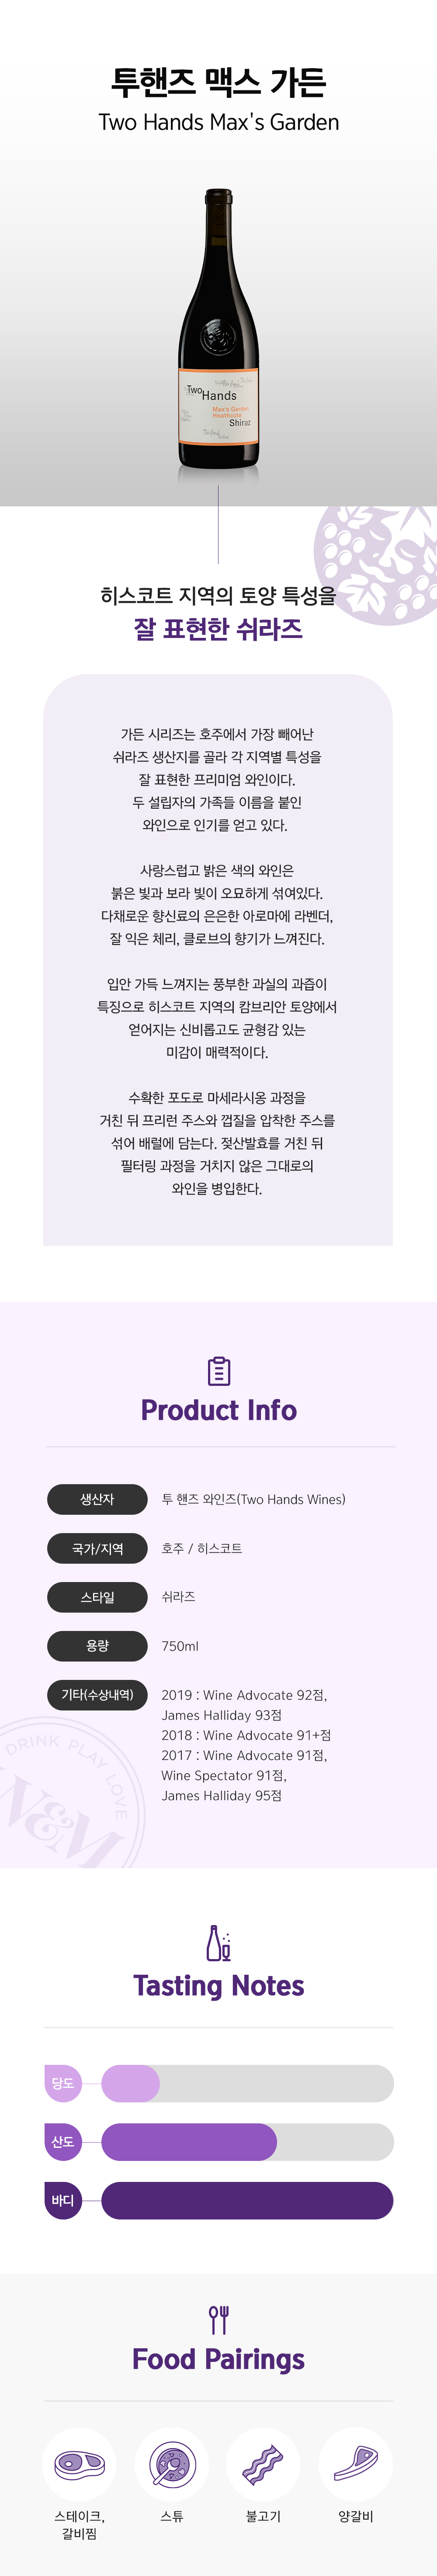 투핸즈 맥스 가든
Two Hands Max's Garden
Two
Hands
Max's Garden
Heathcote
Shiraz
히스코트 지역의 토양 특성을
잘 표현한 쉬라즈
가든 시리즈는 호주에서 가장 빼어난
쉬라즈 생산지를 골라 각 지역별 특성을
잘 표현한 프리미엄 와인이다.
두 설립자의 가족들 이름을 붙인
와인으로 인기를 얻고 있다.
사랑스럽고 밝은 색의 와인은
붉은 빛과 보라 빛이 오묘하게 섞여있다.
다채로운 향신료의 은은한 아로마에 라벤더,
잘 익은 체리, 클로브의 향기가 느껴진다.
입안 가득 느껴지는 풍부한 과실의 과즙이
특징으로 히스코트 지역의 캄브리안 토양에서
얻어지는 신비롭고도 균형감 있는
미감이 매력적이다.
수확한 포도로 마세라시옹 과정을
거친 뒤 프리런 주스와 껍질을 압착한 주스를
섞어 배럴에 담는다. 젖산발효를 거친 뒤
필터링 과정을 거치지 않은 그대로의
와인을 병입한다.
Product Info
생산자 투 핸즈 와인즈(Two Hands Wines)
국가/지역 호주 / 히스코트
스타일 쉬라즈
용량 750ml
기타(수상내역) 2019 : Wine Advocate 92점,
James Halliday 93점
2018 : Wine Advocate 91+점
2017 : Wine Advocate 91점,
Wine Spectator 91점,
James Halliday 95점
DRINK PLAY LOVE
W&M
Tasting Notes
당도
산도
바디
Food Pairings
스테이크, 스튜 불고기 양갈비
갈비찜